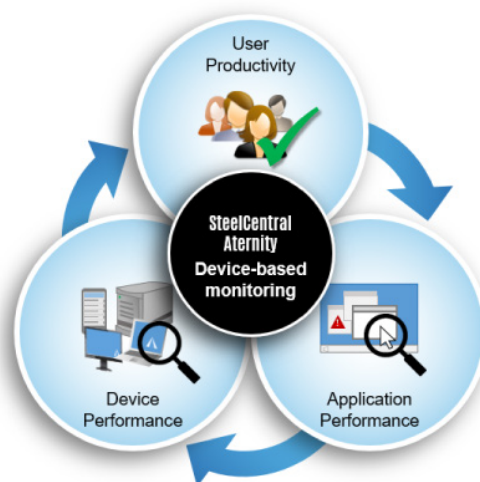 User
Productivity
SteelCentral
Aternity
Device-based
monitoring
Device
Performance
Application
Performance